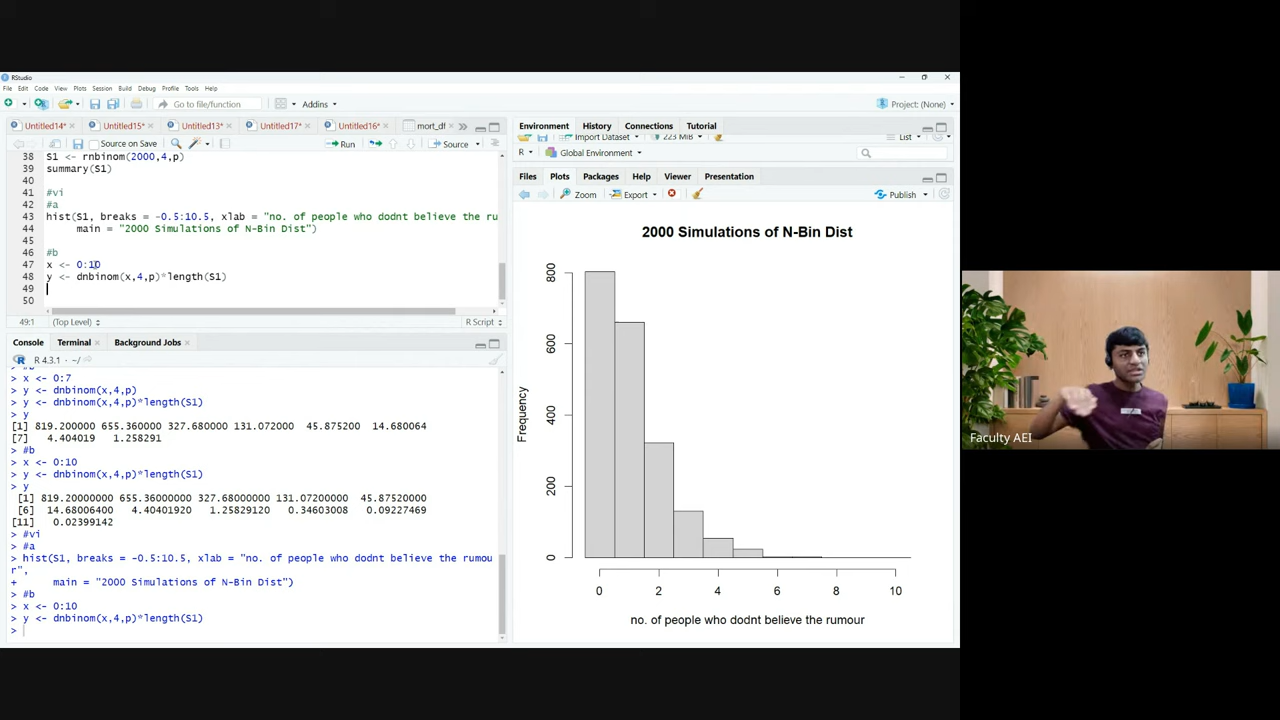 RStudio
File Edit Code View Plots Session Build Debug Profile Tools Help
Go to file/function Addins Project: (None)
Untitled14* Untitled15* Untitled13* Untitled17* Untitled16* mort_df
Source on Save Run Source
38 S1 <- rnbinom(2000,4,p)
39 summary(S1)
40
41 #vi
42 #a
43 hist(S1, breaks = -0.5:10.5, xlab = "no. of people who dodnt believe the ru
44 main = "2000 Simulations of N-Bin Dist")
45
46 #b
47 x <- 0:10
48 y <- dnbinom(x,4,p)*length(S1)
49
50
49:1 (Top Level) R Script
Console Terminal Background Jobs
R 4.3.1 · ~/
> x <- 0:7
> y <- dnbinom(x,4,p)
> y <- dnbinom(x,4,p)*length(S1)
> y
[1] 819.200000 655.360000 327.680000 131.072000 45.875200 14.680064
[7] 4.404019 1.258291
> #b
> x <- 0:10
> y <- dnbinom(x,4,p)*length(S1)
> y
[1] 819.20000000 655.36000000 327.68000000 131.07200000 45.87520000
[6] 14.68006400 4.40401920 1.25829120 0.34603008 0.09227469
[11] 0.02399142
> #vi
> #a
> hist(S1, breaks = -0.5:10.5, xlab = "no. of people who dodnt believe the rumou
r",
+ main = "2000 Simulations of N-Bin Dist")
> #b
> x <- 0:10
> y <- dnbinom(x,4,p)*length(S1)
>
Environment History Connections Tutorial
Import Dataset 223 MiB List
R Global Environment
Files Plots Packages Help Viewer Presentation
Zoom Export Publish
2000 Simulations of N-Bin Dist
Frequency
800
600
400
200
0
0 2 4 6 8 10
no. of people who dodnt believe the rumour
Faculty AEI